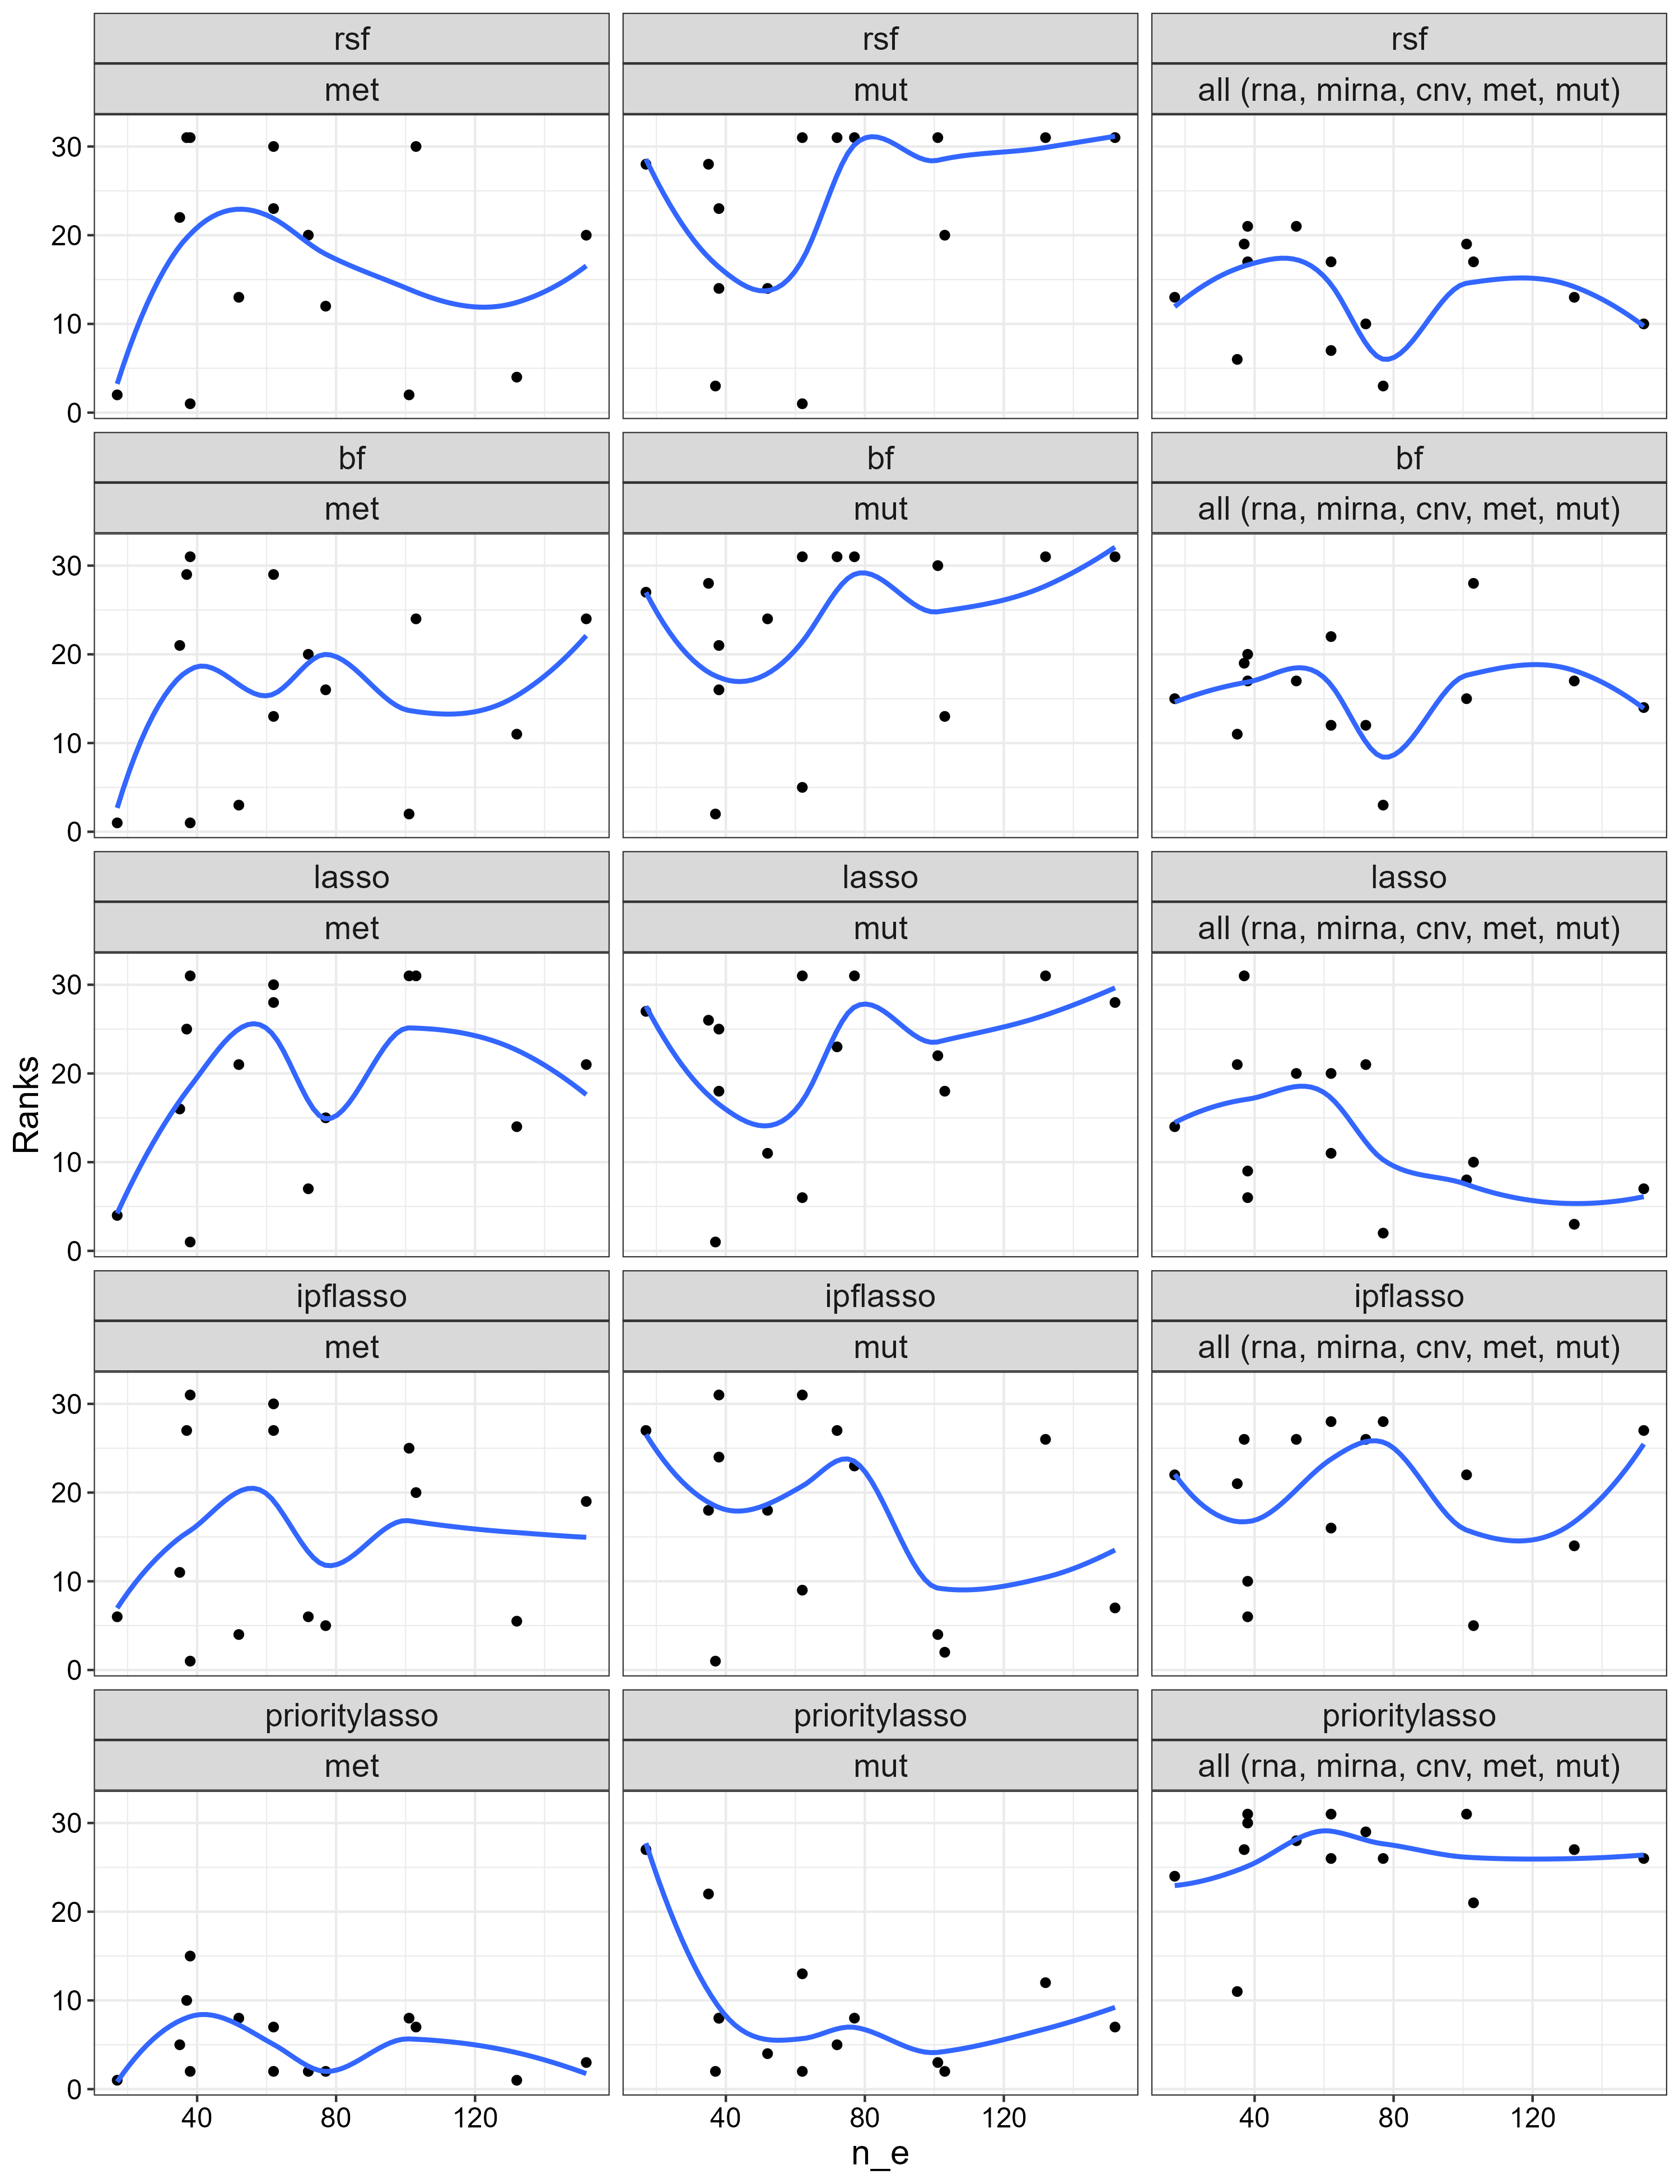 rsf
rsf
rsf
met
mut
all (rna, mirna, cnv, met, mut)
30
20
10
0
bf
bf
bf
met
mut
all (rna, mirna, cnv, met, mut)
30
20
10
0
lasso
lasso
lasso
met
mut
all (rna, mirna, cnv, met, mut)
30
20
10
0
Ranks
ipflasso
ipflasso
ipflasso
met
mut
all (rna, mirna, cnv, met, mut)
30
20
10
0
prioritylasso
prioritylasso
prioritylasso
met
mut
all (rna, mirna, cnv, met, mut)
30
20
10
0
40 80 120
40 80 120
40 80 120
n_e